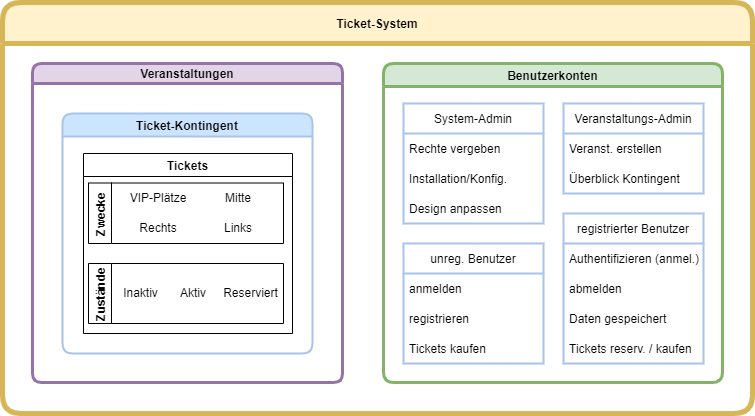 Ticket-System
Veranstaltungen
Ticket-Kontingent
Tickets
Zwecke
VIP-Plätze Mitte
Rechts Links
Zustände
Inaktiv Aktiv Reserviert
Benutzerkonten
System-Admin
Rechte vergeben
Installation/Konfig.
Design anpassen
Veranstaltungs-Admin
Veranst. erstellen
Überblick Kontingent
unreg. Benutzer
anmelden
registrieren
Tickets kaufen
registrierter Benutzer
Authentifizieren (anmel.)
abmelden
Daten gespeichert
Tickets reserv. / kaufen